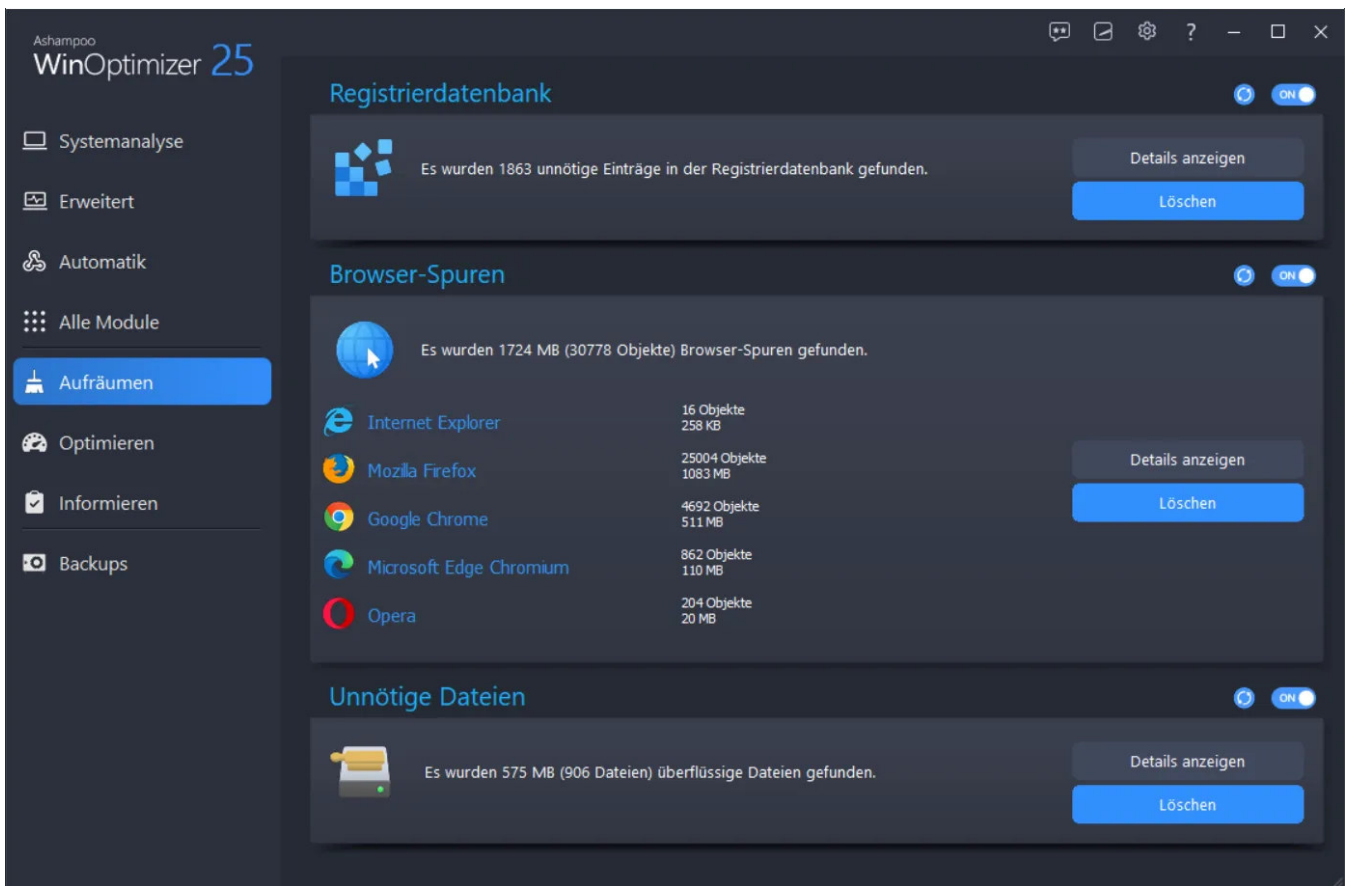 Ashampoo
WinOptimizer 25
?
Systemanalyse
Erweitert
Automatik
Alle Module
Aufräumen
Optimieren
Informieren
Backups
Registrierdatenbank
ON
Es wurden 1863 unnötige Einträge in der Registrierdatenbank gefunden.
Details anzeigen
Löschen
Browser-Spuren
ON
Es wurden 1724 MB (30778 Objekte) Browser-Spuren gefunden.
Internet Explorer
16 Objekte
258 KB
Mozilla Firefox
25004 Objekte
1083 MB
Google Chrome
4692 Objekte
511 MB
Microsoft Edge Chromium
862 Objekte
110 MB
Opera
204 Objekte
20 MB
Details anzeigen
Löschen
Unnötige Dateien
ON
Es wurden 575 MB (906 Dateien) überflüssige Dateien gefunden.
Details anzeigen
Löschen